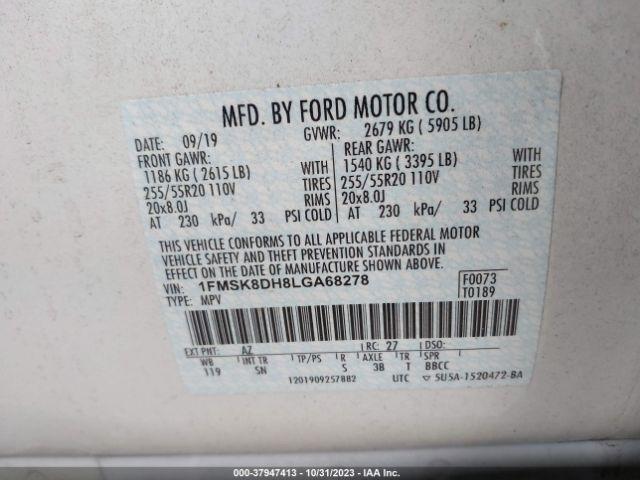 MFD. BY FORD MOTOR CO.
DATE: 09/19 GVWR: 2679 KG ( 5905 LB)
FRONT GAWR: REAR GAWR:
1186 KG ( 2615 LB) WITH 1540 KG ( 3395 LB) WITH
255/55R20 110V TIRES 255/55R20 110V TIRES
20x8.0J RIMS 20x8.0J RIMS
AT 230 kPa/ 33 PSI COLD AT 230 kPa/ 33 PSI COLD
THIS VEHICLE CONFORMS TO ALL APPLICABLE FEDERAL MOTOR
VEHICLE SAFETY AND THEFT PREVENTION STANDARDS IN
EFFECT ON THE DATE OF MANUFACTURE SHOWN ABOVE.
VIN: 1FMSK8DH8LGA68278 F0073
TYPE: MPV T0189
EXT PNT: AZ RC: 27 DSO:
WB INT TR TP/PS R AXLE TR SPR
119 SN S 3B T BBCC
1201909257882 UTC ▽ 5U5A-1520472-BA
000-37947413 - 10/31/2023 - IAA Inc.